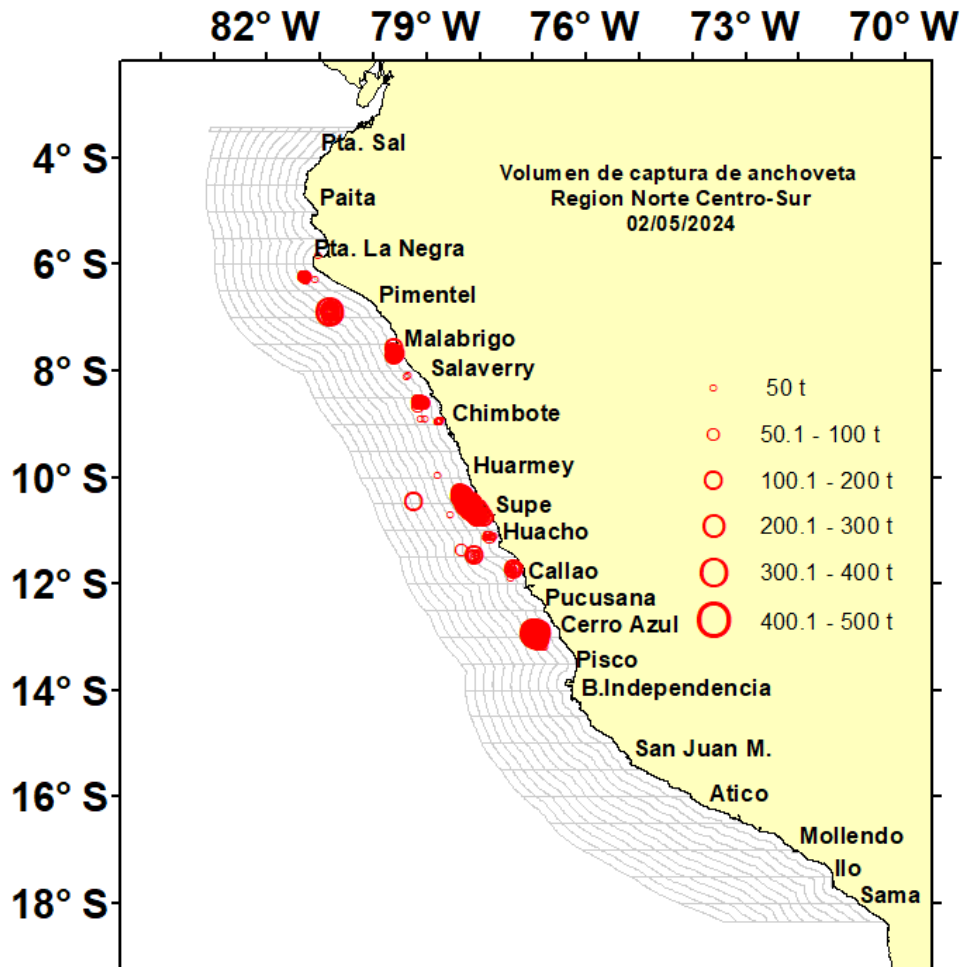 82° W 79° W 76° W 73° W 70° W
4° S
6° S
8° S
10° S
12° S
14° S
16° S
18° S
Pta. Sal
Paita
Pta. La Negra
Pimentel
Malabrigo
Salaverry
Chimbote
Huarmey
Supe
Huacho
Callao
Pucusana
Cerro Azul
Pisco
B.Independencia
San Juan M.
Atico
Mollendo
Ilo
Sama
Volumen de captura de anchoveta
Region Norte Centro-Sur
02/05/2024
50 t
50.1 - 100 t
100.1 - 200 t
200.1 - 300 t
300.1 - 400 t
400.1 - 500 t